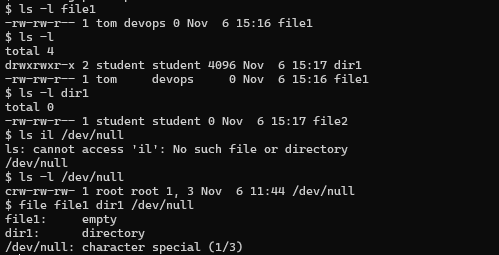 $ ls -l file1
-rw-rw-r-- 1 tom devops 0 Nov  6 15:16 file1
$ ls -l
total 4
drwxrwxr-x 2 student student 4096 Nov  6 15:17 dir1
-rw-rw-r-- 1 tom     devops     0 Nov  6 15:16 file1
$ ls -l dir1
total 0
-rw-rw-r-- 1 student student 0 Nov  6 15:17 file2
$ ls il /dev/null
ls: cannot access 'il': No such file or directory
/dev/null
$ ls -l /dev/null
crw-rw-rw- 1 root root 1, 3 Nov  6 11:44 /dev/null
$ file file1 dir1 /dev/null
file1:     empty
dir1:      directory
/dev/null: character special (1/3)